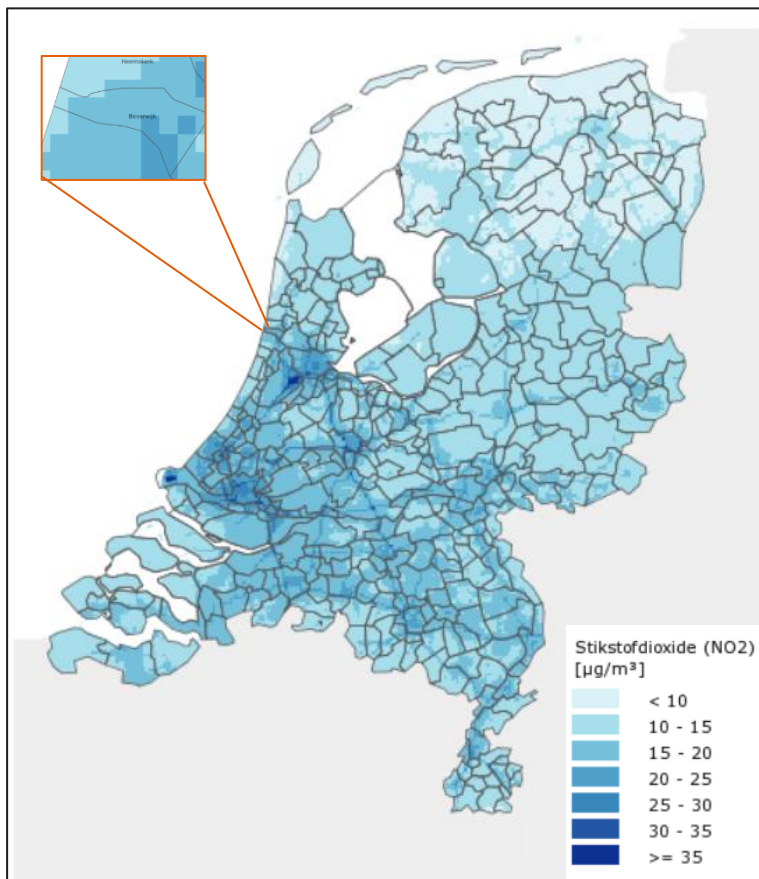 Heemskerk
Beverwijk
Stikstofdioxide (NO2)
[µg/m³]
< 10
10 - 15
15 - 20
20 - 25
25 - 30
30 - 35
>= 35